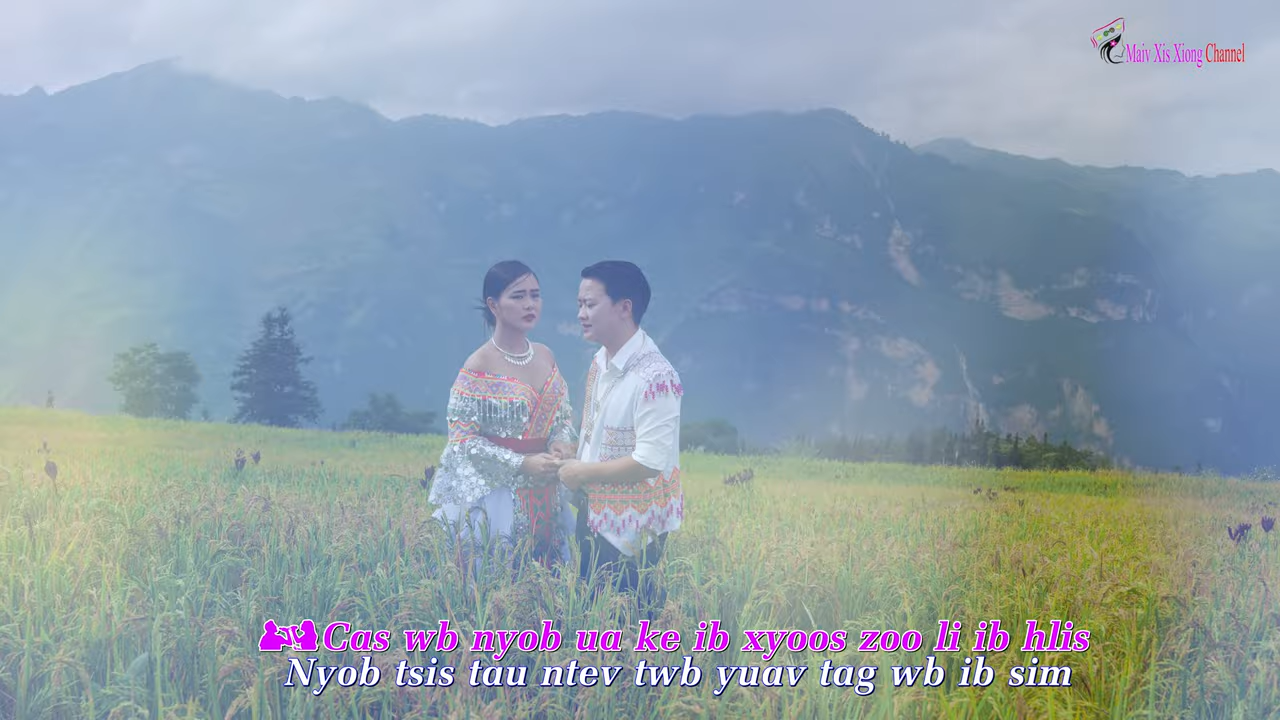 Maiv Xis Xiong Channel
Cas wb nyob ua ke ib xyoos zoo li ib hlis
Nyob tsis tau ntev twb yuav tag wb ib sim